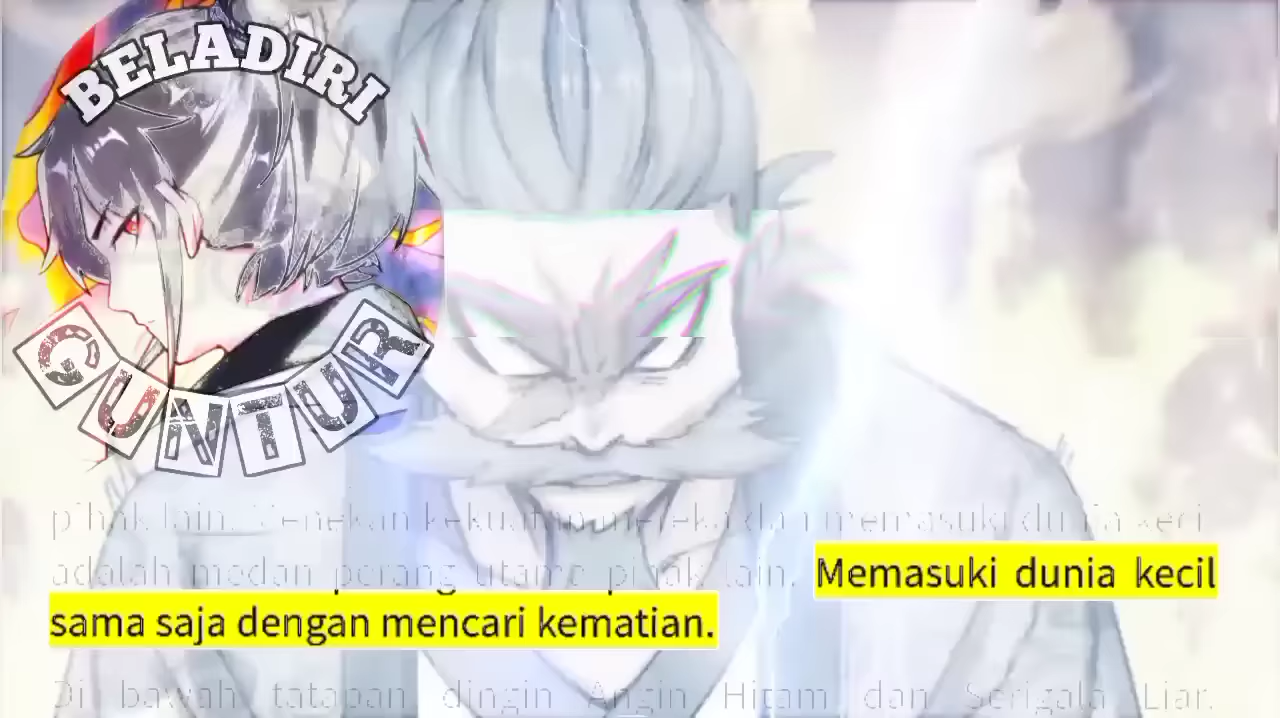 BELADIRI
GUNTUR
pihak lain. Menekan kekuatan mereka dan memasuki dunia keci
adalah medan perang utama pihak lain. Memasuki dunia kecil
sama saja dengan mencari kematian.
Di bawah tatapan dingin Angin Hitam dan Serigala Liar,